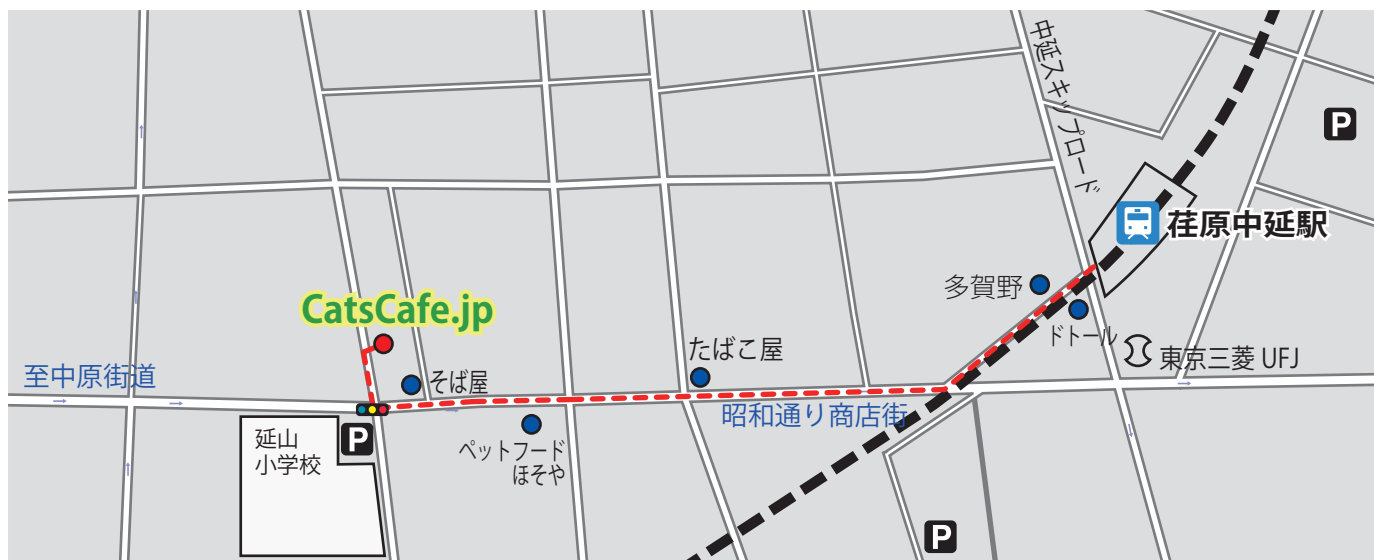 中延スキップロード
P
荏原中延駅
多賀野
CatsCafe.jp
ドトール
東京三菱 UFJ
たばこ屋
至中原街道
そば屋
昭和通り商店街
延山
小学校
P
ペットフード
ほそや
P